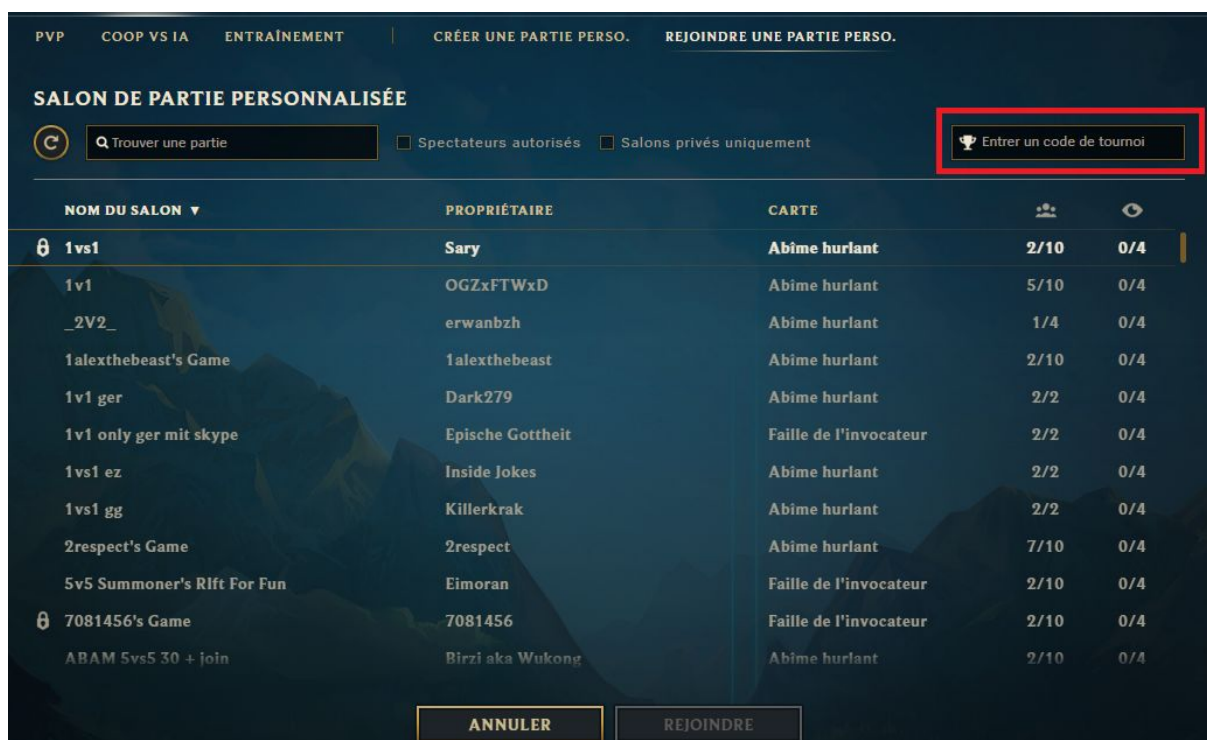 PVP COOP VS IA ENTRAÎNEMENT CRÉER UNE PARTIE PERSO. REJOINDRE UNE PARTIE PERSO.
SALON DE PARTIE PERSONNALISÉE
Trouver une partie Spectateurs autorisés Salons privés uniquement Entrer un code de tournoi
NOM DU SALON ▼ PROPRIÉTAIRE CARTE
1vs1 Sary Abîme hurlant 2/10 0/4
1v1 OGZxFTWxD Abîme hurlant 5/10 0/4
_2V2_ erwanbzh Abîme hurlant 1/4 0/4
1alexthebeast's Game 1alexthebeast Abîme hurlant 2/10 0/4
1v1 ger Dark279 Abîme hurlant 2/2 0/4
1v1 only ger mit skype Epische Gottheit Faille de l'invocateur 2/2 0/4
1vs1 ez Inside Jokes Abîme hurlant 2/2 0/4
1vs1 gg Killerkrak Abîme hurlant 2/2 0/4
2respect's Game 2respect Abîme hurlant 7/10 0/4
5v5 Summoner's RIft For Fun Eimoran Faille de l'invocateur 2/10 0/4
7081456's Game 7081456 Faille de l'invocateur 2/10 0/4
ABAM 5vs5 30 + join Birzi aka Wukong Abîme hurlant 2/10 0/4
ANNULER REJOINDRE